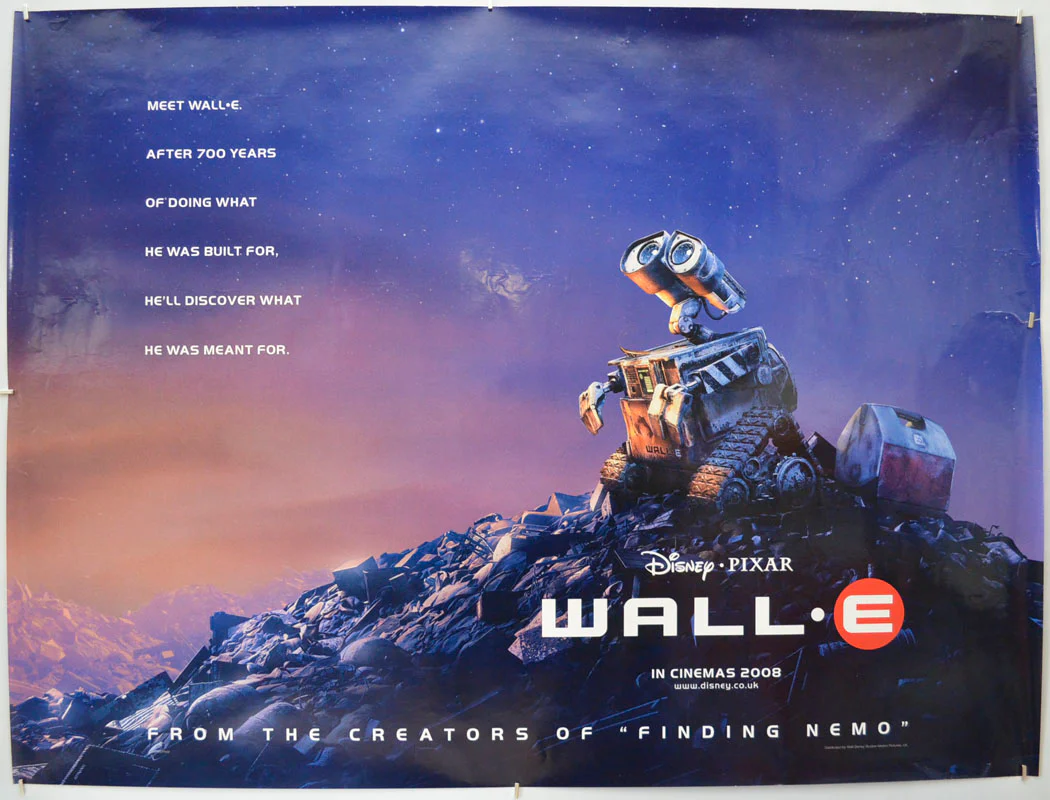 MEET WALL•E.
AFTER 700 YEARS
OF DOING WHAT
HE WAS BUILT FOR,
HE'LL DISCOVER WHAT
HE WAS MEANT FOR.
WALL•E
DISNEY • PIXAR
WALL•E
IN CINEMAS 2008
www.disney.co.uk
FROM THE CREATORS OF "FINDING NEMO"